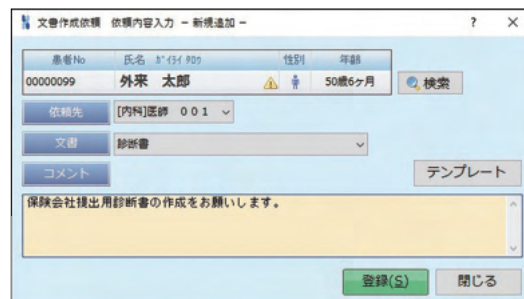 文書作成依頼 依頼内容入力 － 新規追加 －
患者No 氏名 ｶﾞｲﾗｲ ﾀﾛｳ 性別 年齢
00000099 外来 太郎 50歳6ヶ月 検索
依頼先 [内科]医師 ００１
文書 診断書
コメント テンプレート
保険会社提出用診断書の作成をお願いします。
登録(S) 閉じる